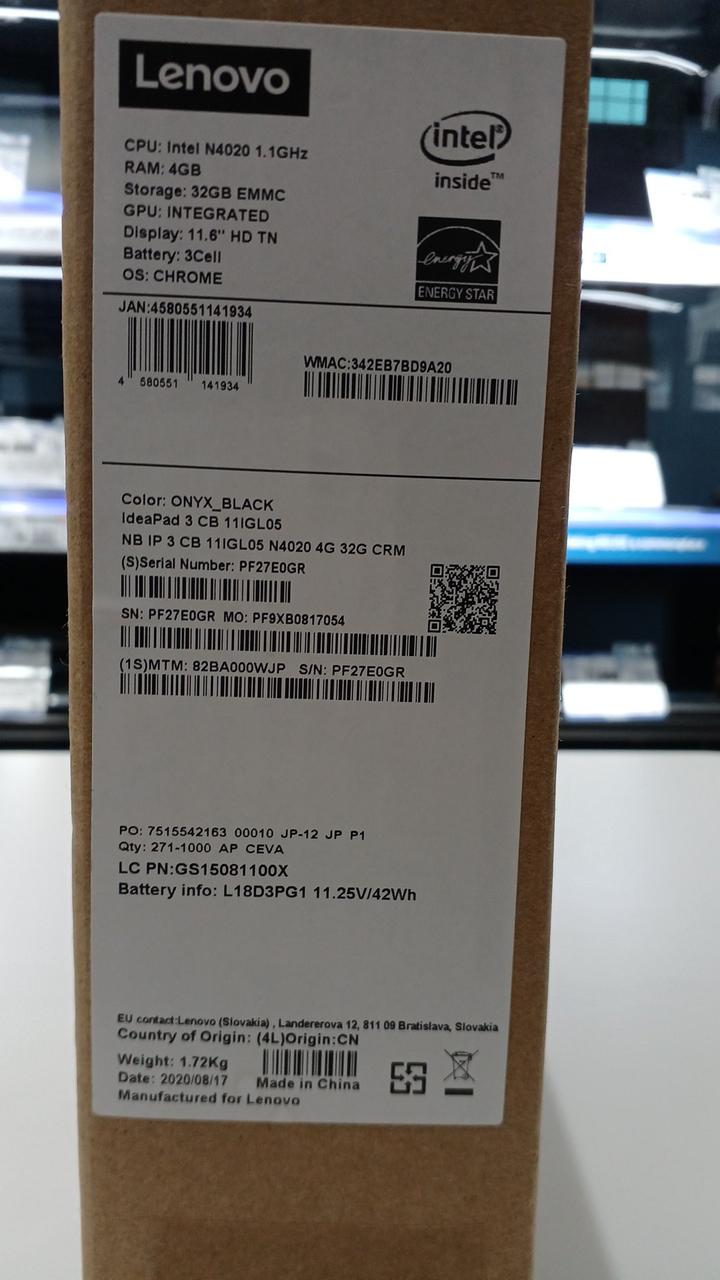 Lenovo
CPU: Intel N4020 1.1GHz
RAM: 4GB
Storage: 32GB EMMC
GPU: INTEGRATED
Display: 11.6" HD TN
Battery: 3Cell
OS: CHROME
intel®
inside™
energy
ENERGY STAR
JAN:4580551141934
4 580551 141934
WMAC:342EB7BD9A20
Color: ONYX_BLACK
IdeaPad 3 CB 11IGL05
NB IP 3 CB 11IGL05 N4020 4G 32G CRM
(S)Serial Number: PF27E0GR
SN: PF27E0GR MO: PF9XB0817054
(1S)MTM: 82BA000WJP S/N: PF27E0GR
PO: 7515542163 00010 JP-12 JP P1
Qty: 271-1000 AP CEVA
LC PN:GS15081100X
Battery info: L18D3PG1 11.25V/42Wh
EU contact:Lenovo (Slovakia) , Landererova 12, 811 09 Bratislava, Slovakia
Country of Origin: (4L)Origin:CN
Weight: 1.72Kg
Date: 2020/08/17 Made in China
Manufactured for Lenovo